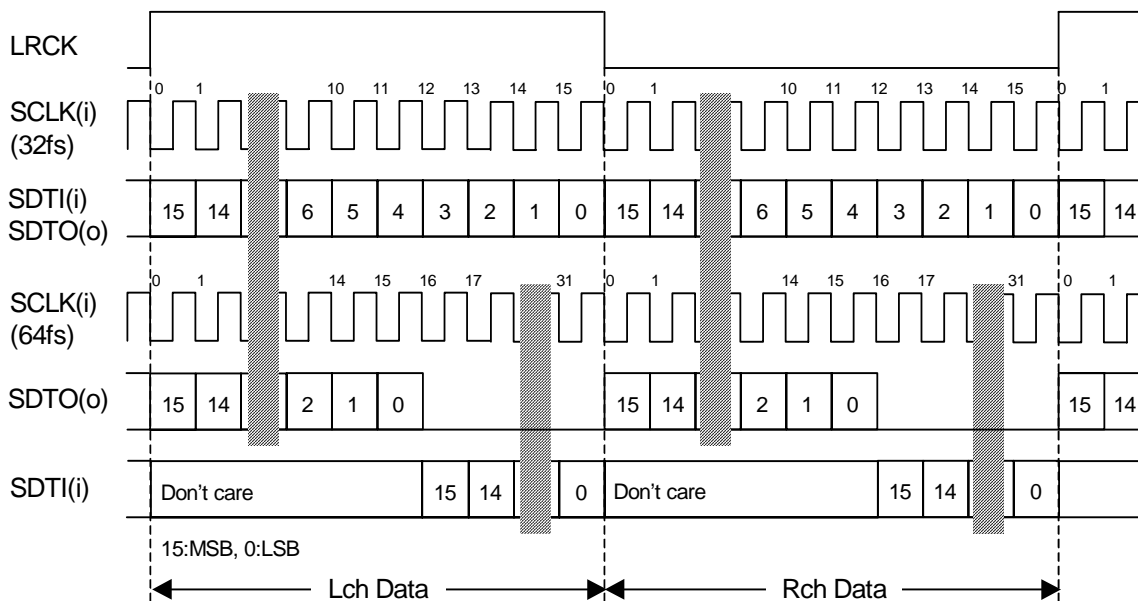 LRCK
0 1 10 11 12 13 14 15 0 1 10 11 12 13 14 15 0 1
SCLK(i)
(32fs)
SDTI(i)
SDTO(o)
15 14 6 5 4 3 2 1 0 15 14 6 5 4 3 2 1 0 15 14
0 1 14 15 16 17 31 0 1 14 15 16 17 31 0 1
SCLK(i)
(64fs)
SDTO(o)
15 14 2 1 0 15 14 2 1 0 15 14
SDTI(i)
Don't care 15 14 0 Don't care 15 14 0
15:MSB, 0:LSB
Lch Data Rch Data